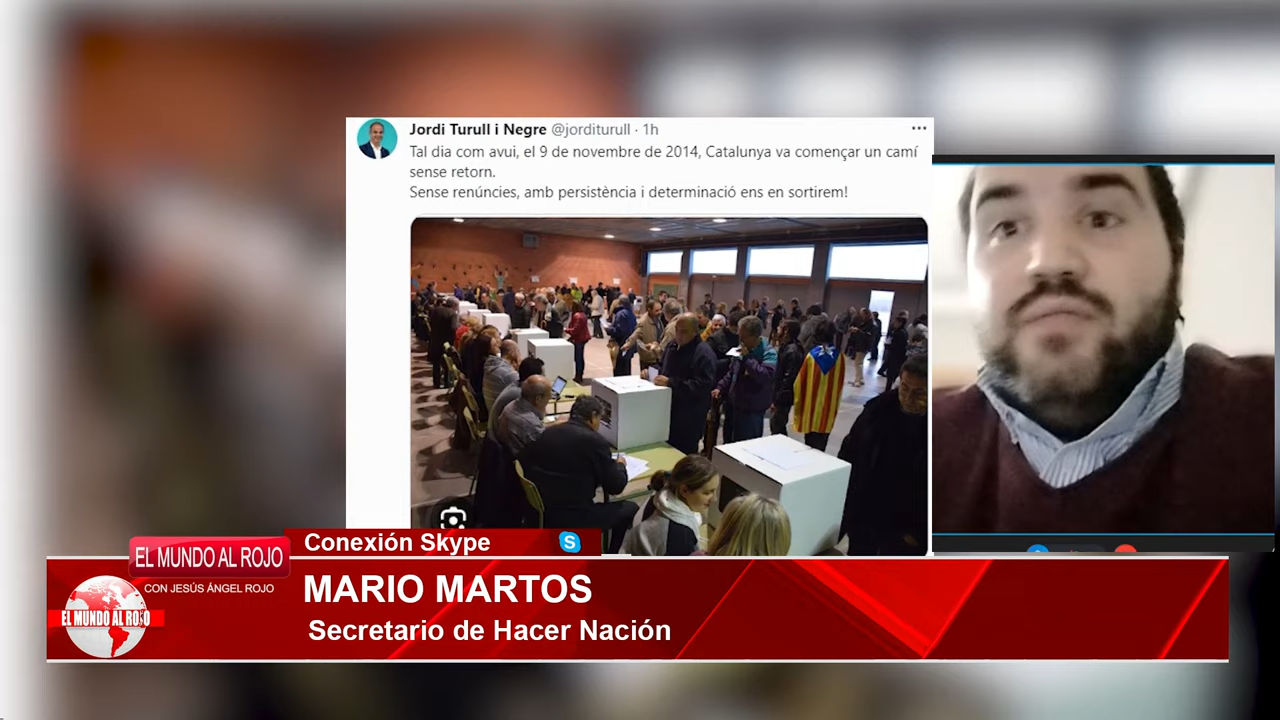 Jordi Turull i Negre @jorditurull · 1h
Tal dia com avui, el 9 de novembre de 2014, Catalunya va començar un camí
sense retorn.
Sense renúncies, amb persistència i determinació ens en sortirem!
Conexión Skype
EL MUNDO AL ROJO
CON JESÚS ÁNGEL ROJO
MARIO MARTOS
EL MUNDO AL ROJO
Secretario de Hacer Nación